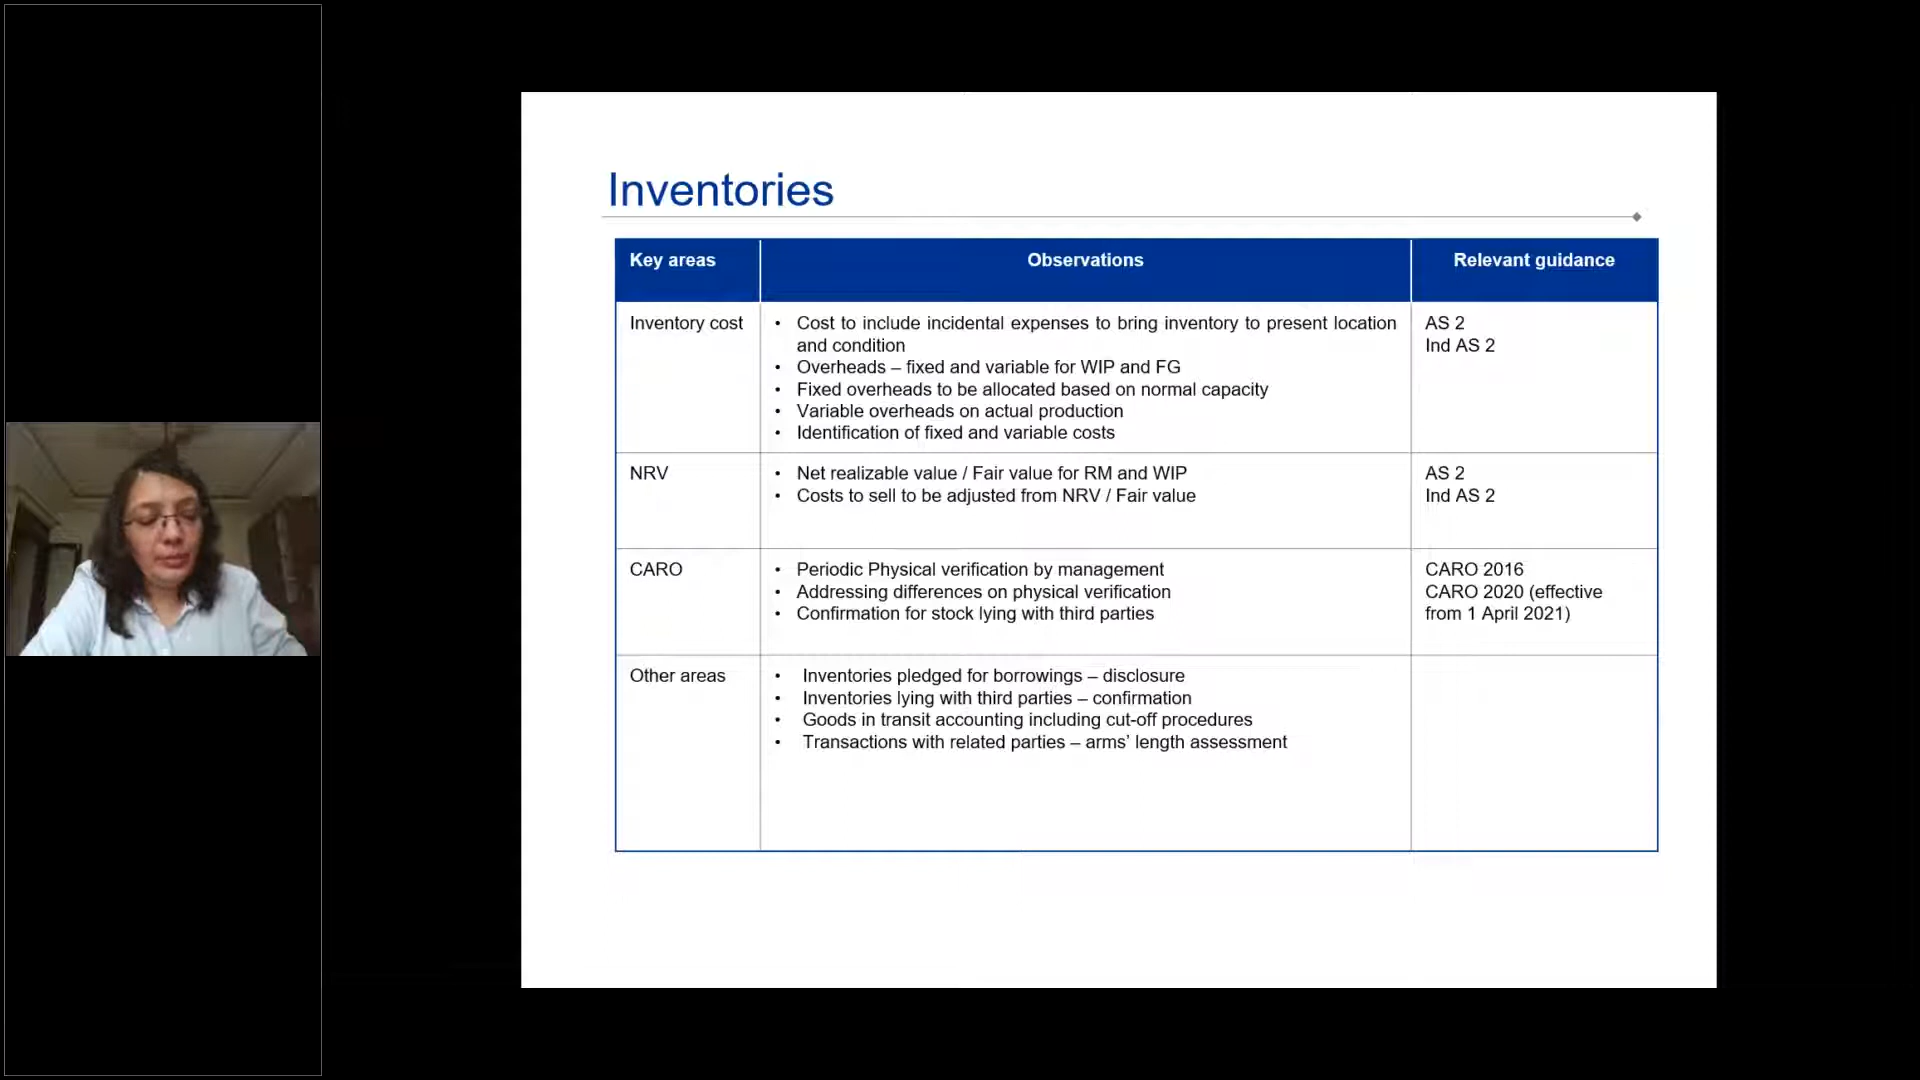 Inventories
Key areas
Observations
Relevant guidance
Inventory cost
• Cost to include incidental expenses to bring inventory to present location
and condition
• Overheads – fixed and variable for WIP and FG
• Fixed overheads to be allocated based on normal capacity
• Variable overheads on actual production
• Identification of fixed and variable costs
AS 2
Ind AS 2
NRV
• Net realizable value / Fair value for RM and WIP
• Costs to sell to be adjusted from NRV / Fair value
AS 2
Ind AS 2
CARO
• Periodic Physical verification by management
• Addressing differences on physical verification
• Confirmation for stock lying with third parties
CARO 2016
CARO 2020 (effective
from 1 April 2021)
Other areas
• Inventories pledged for borrowings – disclosure
• Inventories lying with third parties – confirmation
• Goods in transit accounting including cut-off procedures
• Transactions with related parties – arms’ length assessment